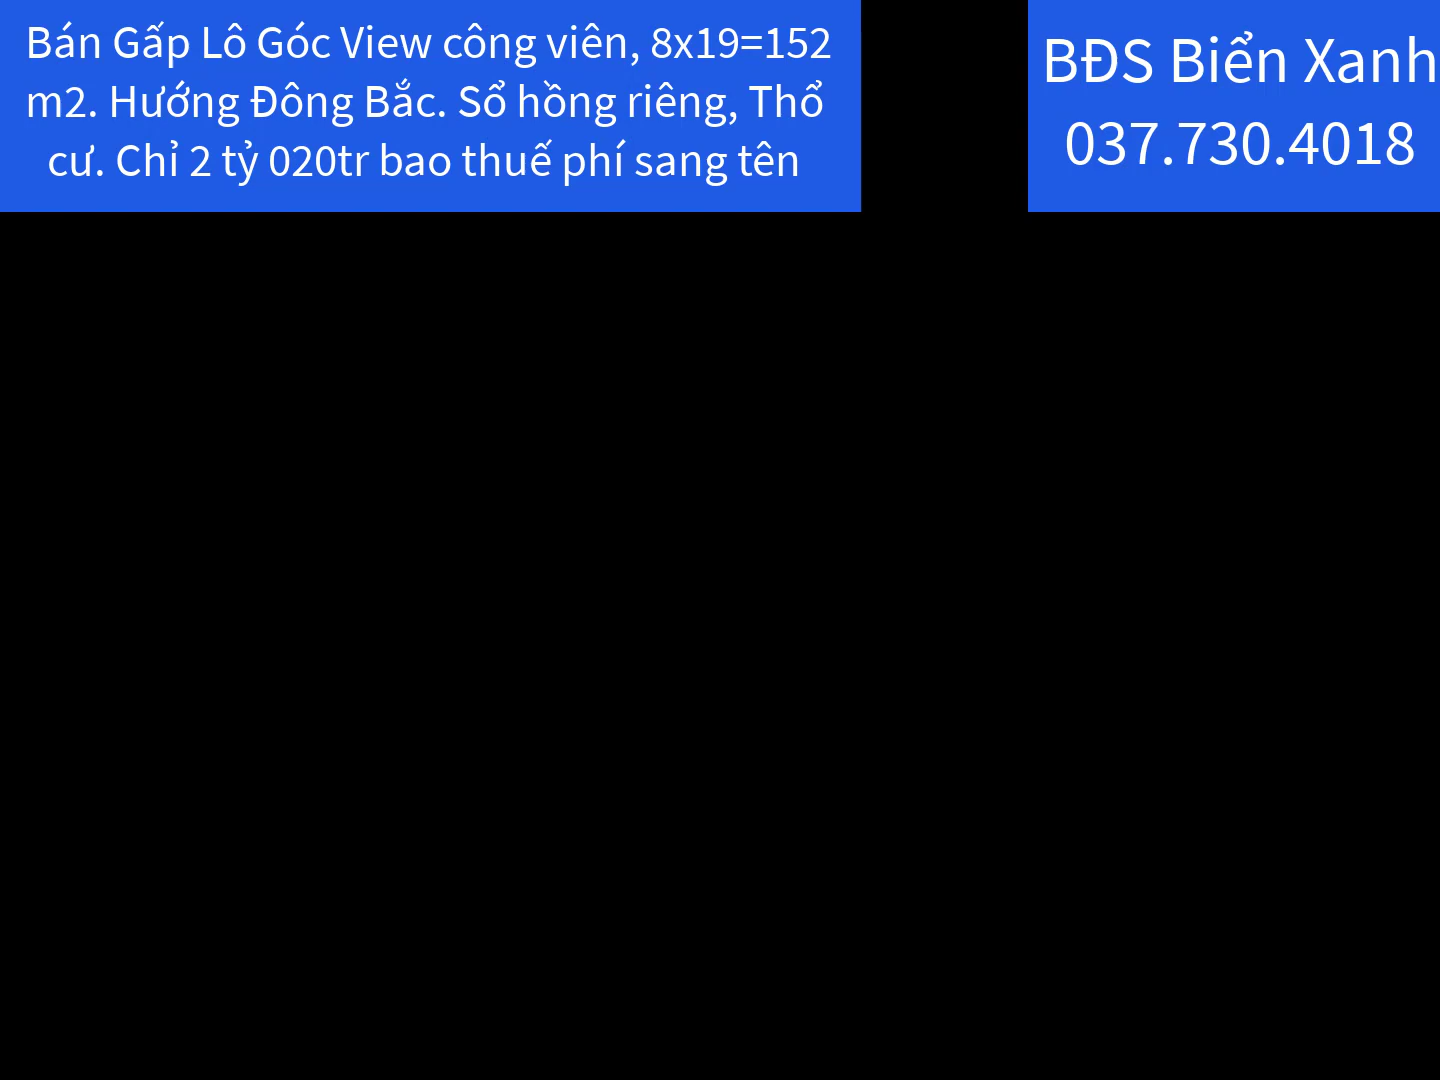 Bán Gấp Lô Góc View công viên, 8x19=152
m2. Hướng Đông Bắc. Sổ hồng riêng, Thổ
cư. Chỉ 2 tỷ 020tr bao thuế phí sang tên
BĐS Biển Xanh
037.730.4018